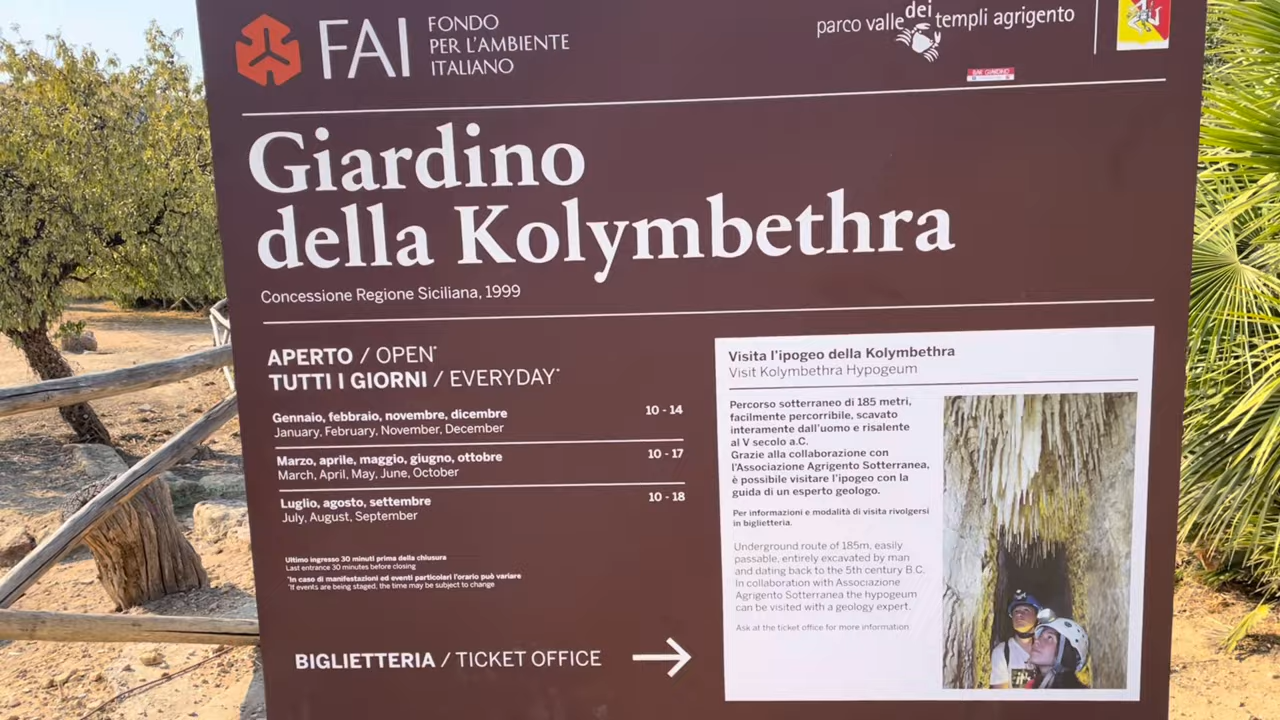 FAI
FONDO
PER L'AMBIENTE
ITALIANO
parco valle dei templi agrigento
Giardino
della Kolymbethra
Concessione Regione Siciliana, 1999
APERTO / OPEN*
TUTTI I GIORNI / EVERYDAY*
Gennaio, febbraio, novembre, dicembre 10 - 14
January, February, November, December
Marzo, aprile, maggio, giugno, ottobre 10 - 17
March, April, May, June, October
Luglio, agosto, settembre 10 - 18
July, August, September
Ultimo ingresso 30 minuti prima della chiusura
Last entrance 30 minutes before closing
*In caso di manifestazioni ed eventi particolari l'orario può variare
*If events are being staged, the time may be subject to change
BIGLIETTERIA / TICKET OFFICE
Visita l'ipogeo della Kolymbethra
Visit Kolymbethra Hypogeum
Percorso sotterraneo di 185 metri,
facilmente percorribile, scavato
interamente dall'uomo e risalente
al V secolo a.C.
Grazie alla collaborazione con
l'Associazione Agrigento Sotterranea,
è possibile visitare l'ipogeo con la
guida di un esperto geologo.
Per informazioni e modalità di visita rivolgersi
in biglietteria.
Underground route of 185m, easily
passable, entirely excavated by man
and dating back to the 5th century B.C.
In collaboration with Associazione
Agrigento Sotterranea the hypogeum
can be visited with a geology expert.
Ask at the ticket office for more information.